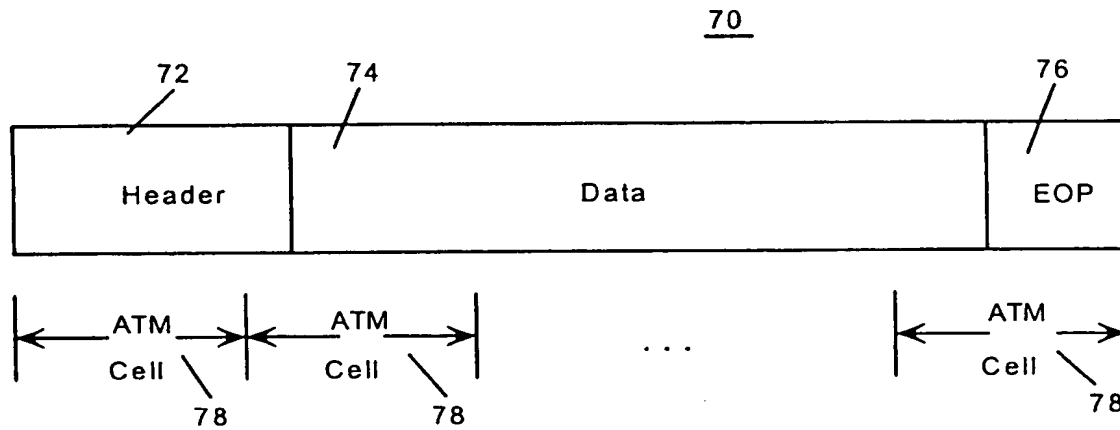 70
72
74
76
Header
Data
EOP
ATM
Cell
ATM
Cell
. . .
ATM
Cell
78
78
78